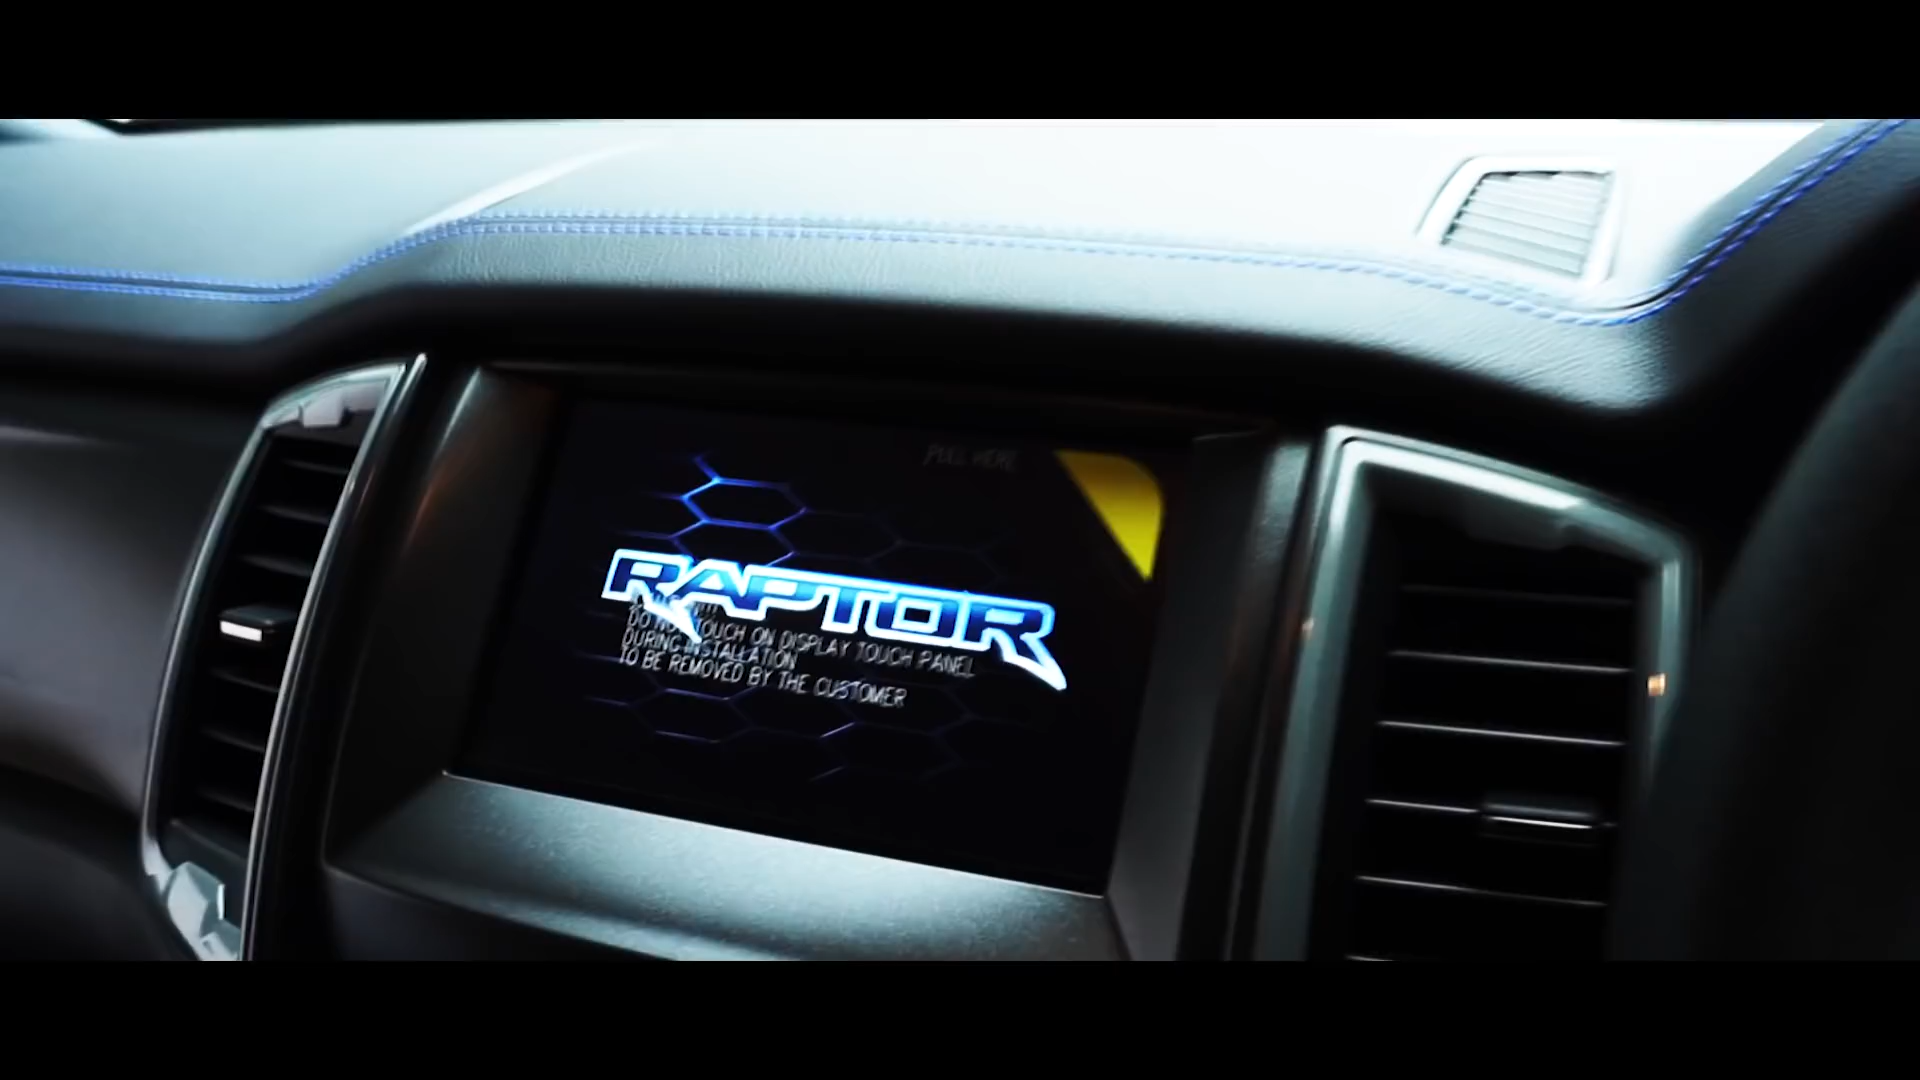 PULL HERE
RAPTOR
DO NOT TOUCH ON DISPLAY TOUCH PANEL
DURING INSTALLATION
TO BE REMOVED BY THE CUSTOMER